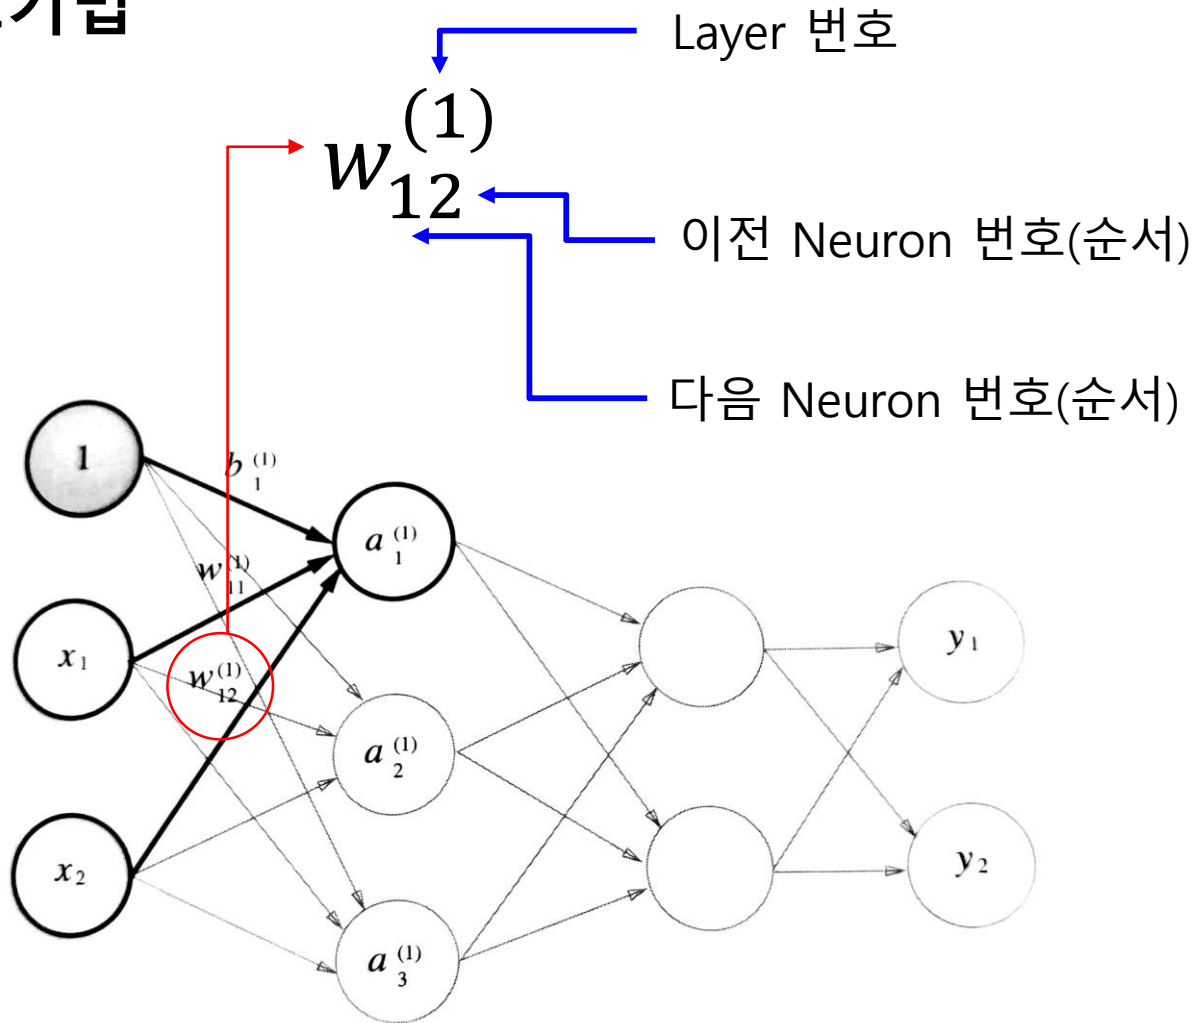 기법
Layer 번호
w₁₂⁽¹⁾
이전 Neuron 번호(순서)
다음 Neuron 번호(순서)
1
b₁⁽¹⁾
a₁⁽¹⁾
w₁₁⁽¹⁾
x₁
y₁
w₁₂⁽¹⁾
a₂⁽¹⁾
x₂
y₂
a₃⁽¹⁾